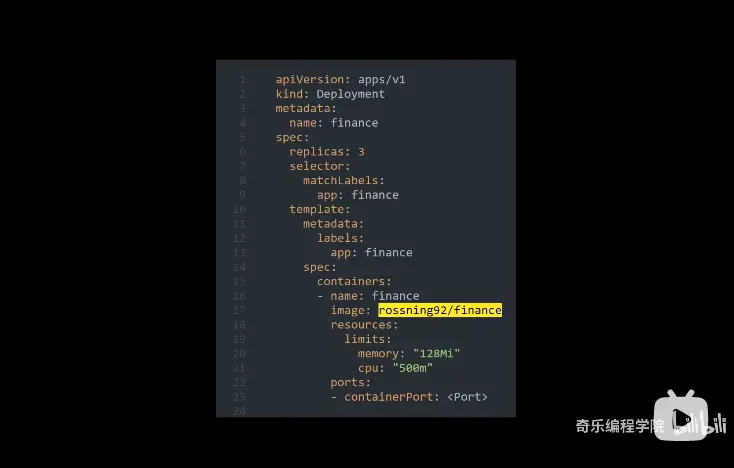 1 apiVersion: apps/v1
2 kind: Deployment
3 metadata:
4   name: finance
5 spec:
6   replicas: 3
7   selector:
8     matchLabels:
9       app: finance
10   template:
11     metadata:
12       labels:
13         app: finance
14     spec:
15       containers:
16       - name: finance
17         image: rossning92/finance
18         resources:
19           limits:
20             memory: "128Mi"
21             cpu: "500m"
22         ports:
23         - containerPort: <Port>
24
奇乐编程学院 bilibili